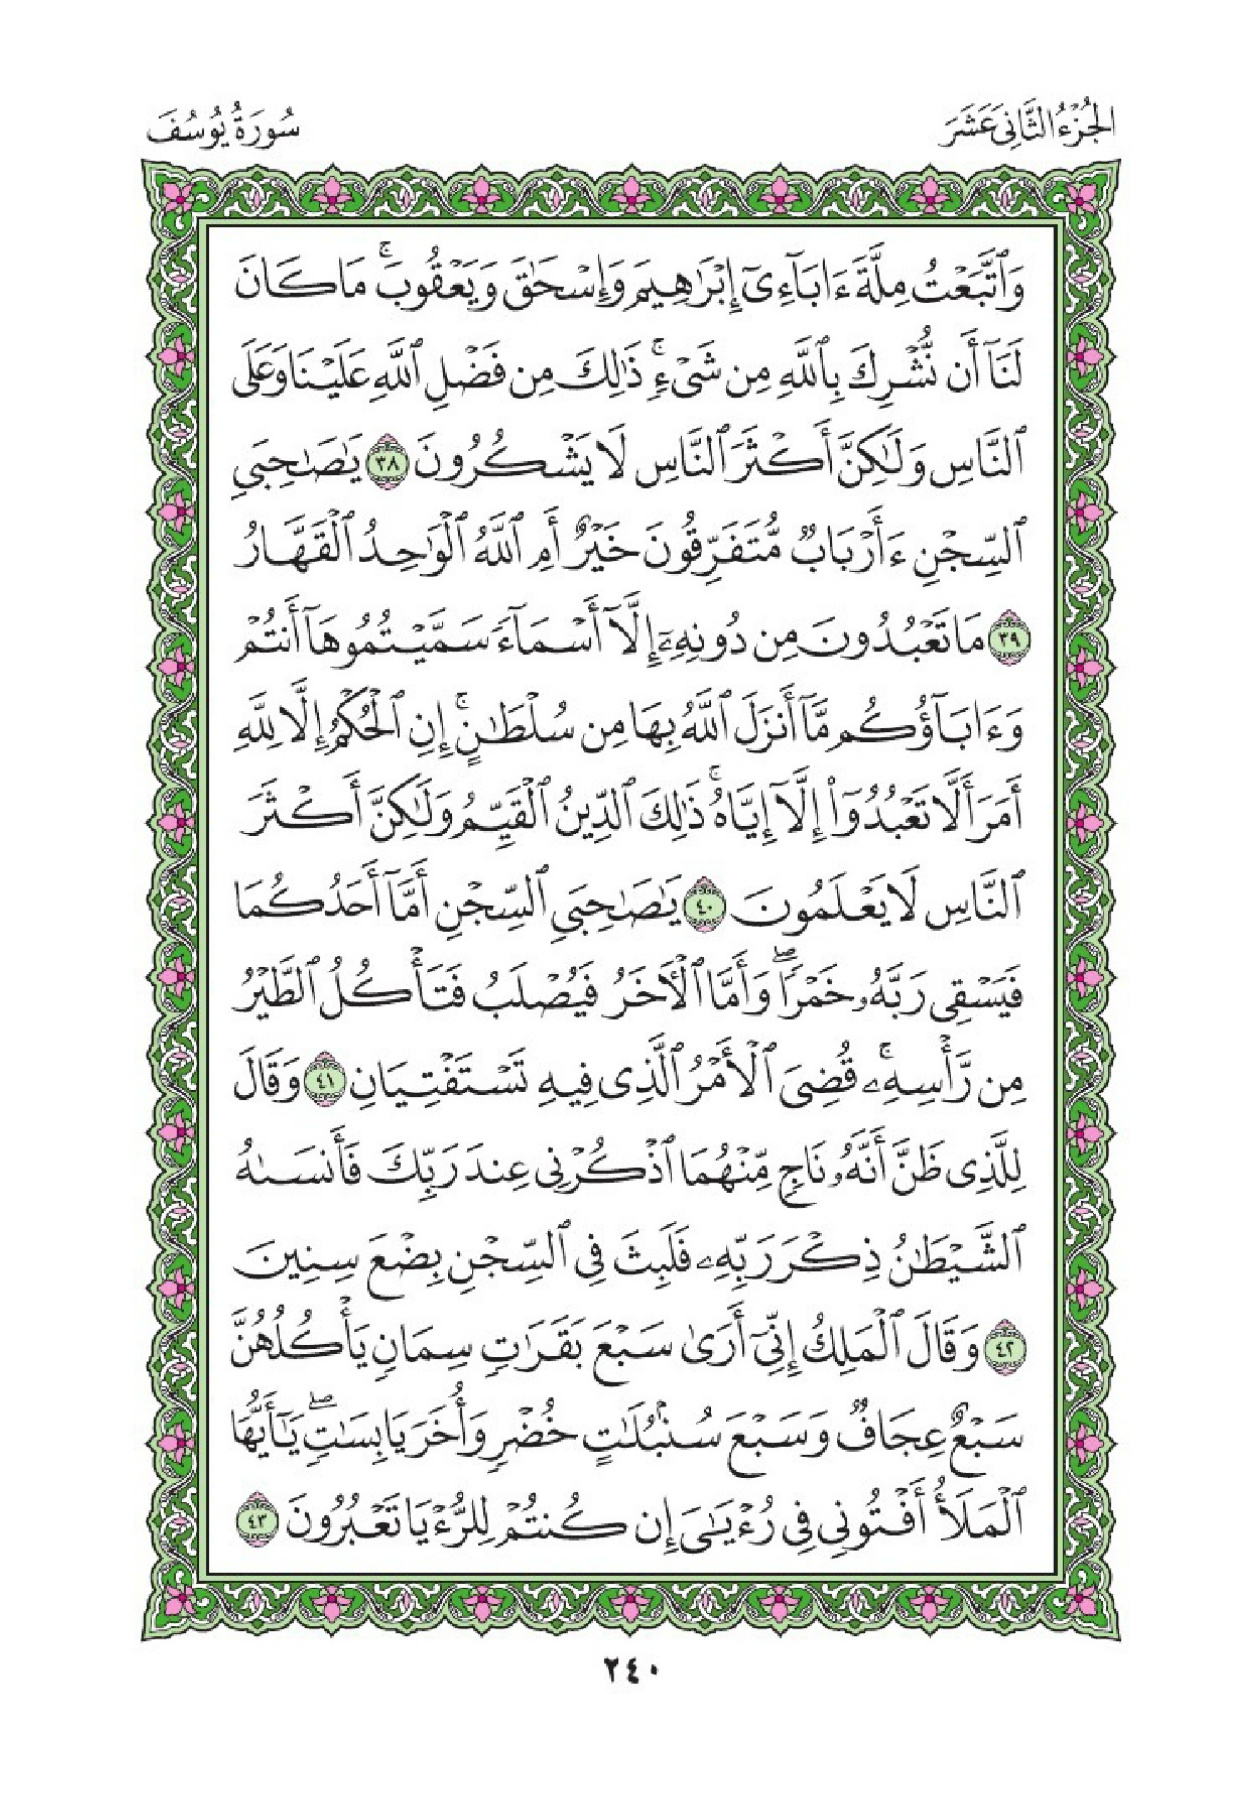 الجُزْءُ الثَّانِي عَشَرَ
سُورَةُ يُوسُفَ
وَٱتَّبَعْتُ مِلَّةَ ءَابَآءِىٓ إِبْرَٰهِيمَ وَإِسْحَٰقَ وَيَعْقُوبَ ۚ مَا كَانَ
لَنَآ أَن نُّشْرِكَ بِٱللَّهِ مِن شَىْءٍ ۚ ذَٰلِكَ مِن فَضْلِ ٱللَّهِ عَلَيْنَا وَعَلَى
ٱلنَّاسِ وَلَٰكِنَّ أَكْثَرَ ٱلنَّاسِ لَا يَشْكُرُونَ ٣٨ يَٰصَٰحِبَىِ
ٱلسِّجْنِ ءَأَرْبَابٌ مُّتَفَرِّقُونَ خَيْرٌ أَمِ ٱللَّهُ ٱلْوَٰحِدُ ٱلْقَهَّارُ
٣٩ مَا تَعْبُدُونَ مِن دُونِهِۦٓ إِلَّآ أَسْمَآءً سَمَّيْتُمُوهَآ أَنتُمْ
وَءَابَآؤُكُم مَّآ أَنزَلَ ٱللَّهُ بِهَا مِن سُلْطَٰنٍ ۚ إِنِ ٱلْحُكْمُ إِلَّا لِلَّهِ
أَمَرَ أَلَّا تَعْبُدُوٓا۟ إِلَّآ إِيَّاهُ ۚ ذَٰلِكَ ٱلدِّينُ ٱلْقَيِّمُ وَلَٰكِنَّ أَكْثَرَ
ٱلنَّاسِ لَا يَعْلَمُونَ ٤٠ يَٰصَٰحِبَىِ ٱلسِّجْنِ أَمَّآ أَحَدُكُمَا
فَيَسْقِى رَبَّهُۥ خَمْرًا ۖ وَأَمَّا ٱلْءَاخَرُ فَيُصْلَبُ فَتَأْكُلُ ٱلطَّيْرُ
مِن رَّأْسِهِۦ ۚ قُضِىَ ٱلْأَمْرُ ٱلَّذِى فِيهِ تَسْتَفْتِيَانِ ٤١ وَقَالَ
لِلَّذِى ظَنَّ أَنَّهُۥ نَاجٍ مِّنْهُمَا ٱذْكُرْنِى عِندَ رَبِّكَ فَأَنسَىٰهُ
ٱلشَّيْطَٰنُ ذِكْرَ رَبِّهِۦ فَلَبِثَ فِى ٱلسِّجْنِ بِضْعَ سِنِينَ
٤٢ وَقَالَ ٱلْمَلِكُ إِنِّىٓ أَرَىٰ سَبْعَ بَقَرَٰتٍ سِمَانٍ يَأْكُلُهُنَّ
سَبْعٌ عِجَافٌ وَسَبْعَ سُنۢبُلَٰتٍ خُضْرٍ وَأُخَرَ يَابِسَٰتٍ ۖ يَٰٓأَيُّهَا
ٱلْمَلَأُ أَفْتُونِى فِى رُءْيَٰىَ إِن كُنتُمْ لِلرُّءْيَا تَعْبُرُونَ ٤٣
٢٤٠